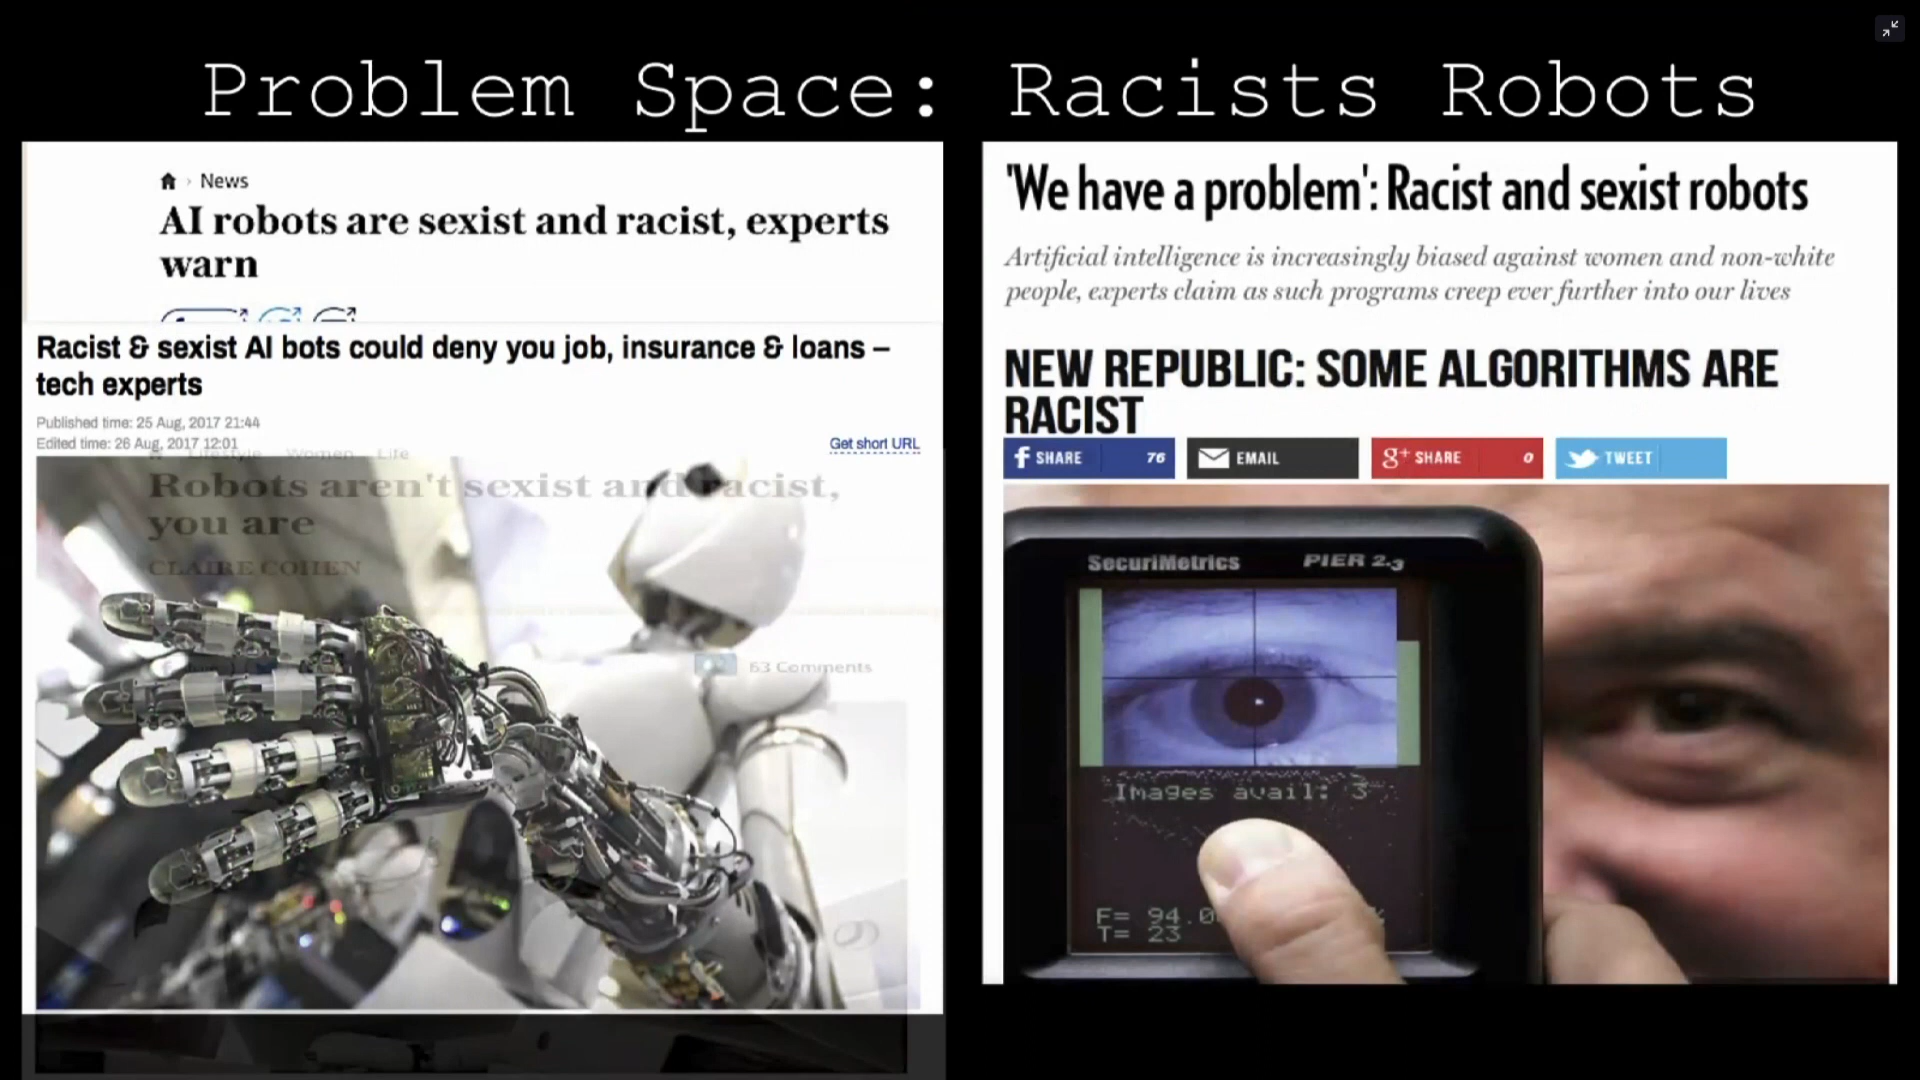 Problem Space: Racists Robots
News
AI robots are sexist and racist, experts
warn
Racist & sexist AI bots could deny you job, insurance & loans –
tech experts
Published time: 25 Aug, 2017 21:44
Edited time: 26 Aug, 2017 12:01
Get short URL
Lifestyle Women Life
Robots aren't sexist and racist,
you are
CLAIRE COHEN
63 Comments
'We have a problem': Racist and sexist robots
Artificial intelligence is increasingly biased against women and non-white
people, experts claim as such programs creep ever further into our lives
NEW REPUBLIC: SOME ALGORITHMS ARE
RACIST
f SHARE 76
EMAIL
g+ SHARE 0
TWEET
SecuriMetrics PIER 2.3
Images avail: 3
F= 94.0
T= 23